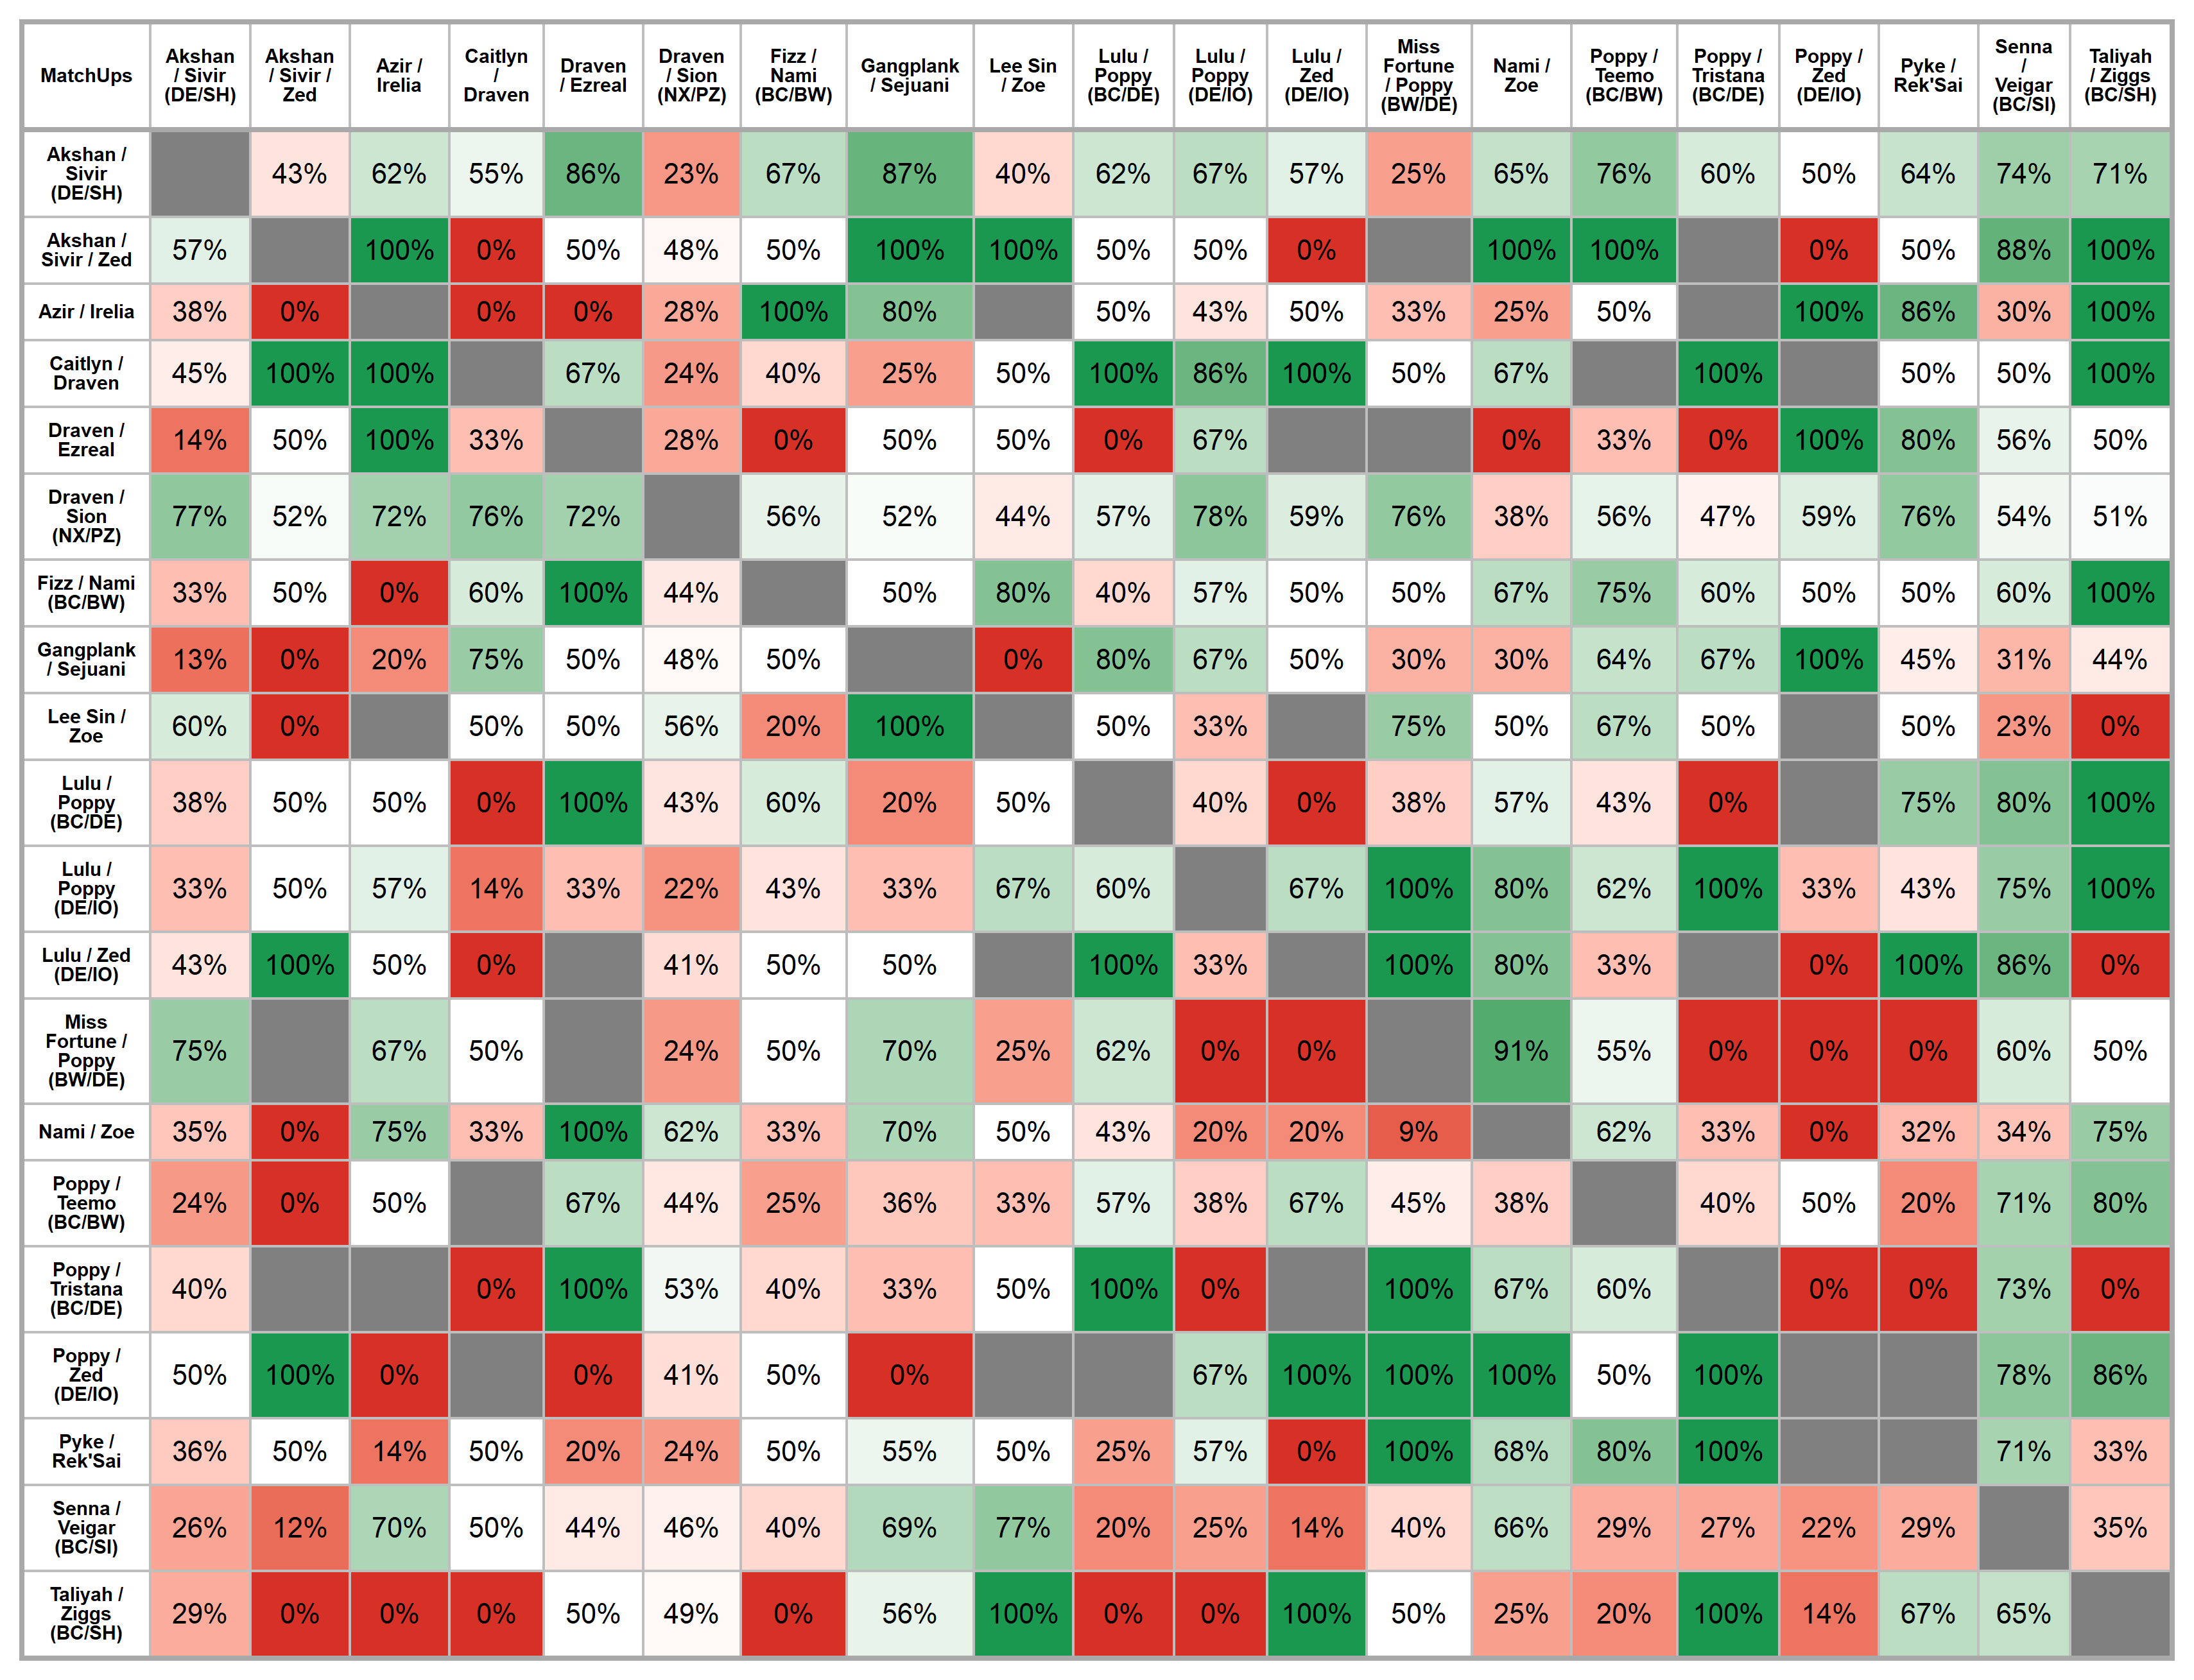 MatchUps Akshan / Sivir (DE/SH) Akshan / Sivir / Zed Azir / Irelia Caitlyn / Draven Draven / Ezreal Draven / Sion (NX/PZ) Fizz / Nami (BC/BW) Gangplank / Sejuani Lee Sin / Zoe Lulu / Poppy (BC/DE) Lulu / Poppy (DE/IO) Lulu / Zed (DE/IO) Miss Fortune / Poppy (BW/DE) Nami / Zoe Poppy / Teemo (BC/BW) Poppy / Tristana (BC/DE) Poppy / Zed (DE/IO) Pyke / Rek'Sai Senna / Veigar (BC/SI) Taliyah / Ziggs (BC/SH)
Akshan / Sivir (DE/SH) 43% 62% 55% 86% 23% 67% 87% 40% 62% 67% 57% 25% 65% 76% 60% 50% 64% 74% 71%
Akshan / Sivir / Zed 57% 100% 0% 50% 48% 50% 100% 100% 50% 50% 0% 100% 100% 0% 50% 88% 100%
Azir / Irelia 38% 0% 0% 0% 28% 100% 80% 50% 43% 50% 33% 25% 50% 100% 86% 30% 100%
Caitlyn / Draven 45% 100% 100% 67% 24% 40% 25% 50% 100% 86% 100% 50% 67% 100% 50% 50% 100%
Draven / Ezreal 14% 50% 100% 33% 28% 0% 50% 50% 0% 67% 0% 33% 0% 100% 80% 56% 50%
Draven / Sion (NX/PZ) 77% 52% 72% 76% 72% 56% 52% 44% 57% 78% 59% 76% 38% 56% 47% 59% 76% 54% 51%
Fizz / Nami (BC/BW) 33% 50% 0% 60% 100% 44% 50% 80% 40% 57% 50% 50% 67% 75% 60% 50% 50% 60% 100%
Gangplank / Sejuani 13% 0% 20% 75% 50% 48% 50% 0% 80% 67% 50% 30% 30% 64% 67% 100% 45% 31% 44%
Lee Sin / Zoe 60% 0% 50% 50% 56% 20% 100% 50% 33% 75% 50% 67% 50% 50% 23% 0%
Lulu / Poppy (BC/DE) 38% 50% 50% 0% 100% 43% 60% 20% 50% 40% 0% 38% 57% 43% 0% 75% 80% 100%
Lulu / Poppy (DE/IO) 33% 50% 57% 14% 33% 22% 43% 33% 67% 60% 67% 100% 80% 62% 100% 33% 43% 75% 100%
Lulu / Zed (DE/IO) 43% 100% 50% 0% 41% 50% 50% 100% 33% 100% 80% 33% 0% 100% 86% 0%
Miss Fortune / Poppy (BW/DE) 75% 67% 50% 24% 50% 70% 25% 62% 0% 0% 91% 55% 0% 0% 0% 60% 50%
Nami / Zoe 35% 0% 75% 33% 100% 62% 33% 70% 50% 43% 20% 20% 9% 62% 33% 0% 32% 34% 75%
Poppy / Teemo (BC/BW) 24% 0% 50% 67% 44% 25% 36% 33% 57% 38% 67% 45% 38% 40% 50% 20% 71% 80%
Poppy / Tristana (BC/DE) 40% 0% 100% 53% 40% 33% 50% 100% 0% 100% 67% 60% 0% 0% 73% 0%
Poppy / Zed (DE/IO) 50% 100% 0% 0% 41% 50% 0% 67% 100% 100% 100% 50% 100% 78% 86%
Pyke / Rek'Sai 36% 50% 14% 50% 20% 24% 50% 55% 50% 25% 57% 0% 100% 68% 80% 100% 71% 33%
Senna / Veigar (BC/SI) 26% 12% 70% 50% 44% 46% 40% 69% 77% 20% 25% 14% 40% 66% 29% 27% 22% 29% 35%
Taliyah / Ziggs (BC/SH) 29% 0% 0% 0% 50% 49% 0% 56% 100% 0% 0% 100% 50% 25% 20% 100% 14% 67% 65%